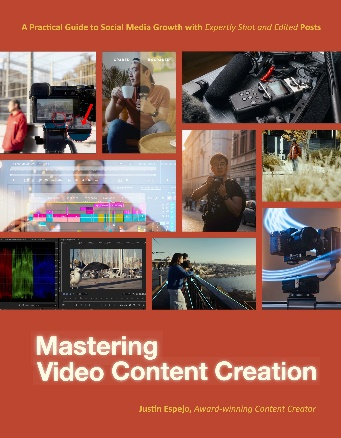 A Practical Guide to Social Media Growth with Expertly Shot and Edited Posts
Mastering
Video Content Creation
Justin Espejo, Award-winning Content Creator